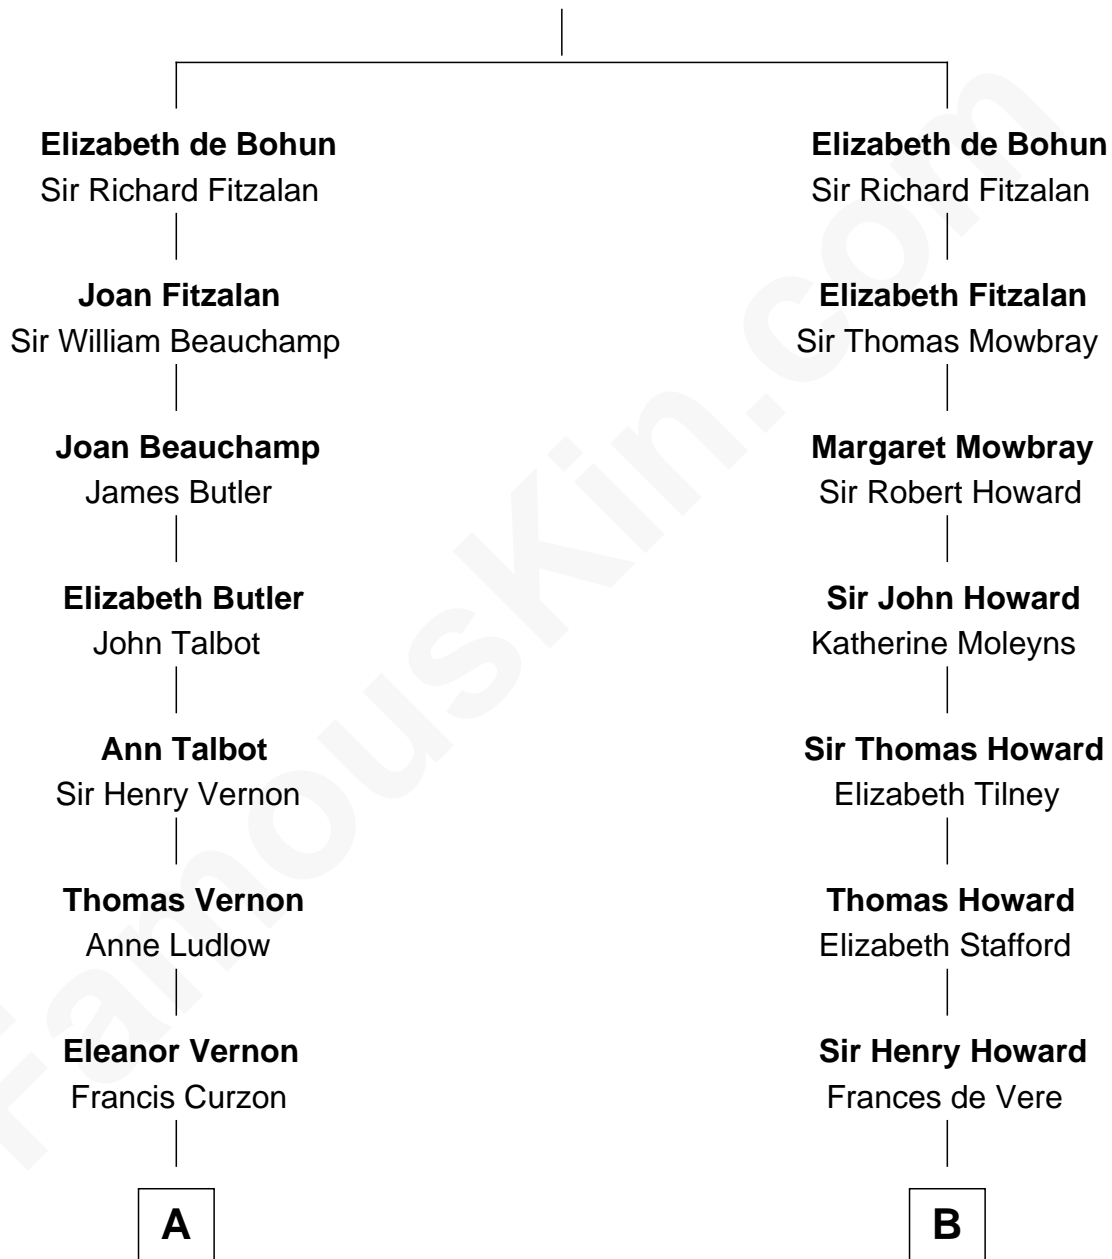 Elizabeth de Bohun
Sir Richard Fitzalan
Joan Fitzalan
Sir William Beauchamp
Joan Beauchamp
James Butler
Elizabeth Butler
John Talbot
Ann Talbot
Sir Henry Vernon
Thomas Vernon
Anne Ludlow
Eleanor Vernon
Francis Curzon
A
Elizabeth de Bohun
Sir Richard Fitzalan
Elizabeth Fitzalan
Sir Thomas Mowbray
Margaret Mowbray
Sir Robert Howard
Sir John Howard
Katherine Moleyns
Sir Thomas Howard
Elizabeth Tilney
Thomas Howard
Elizabeth Stafford
Sir Henry Howard
Frances de Vere
B
FamousKin.com